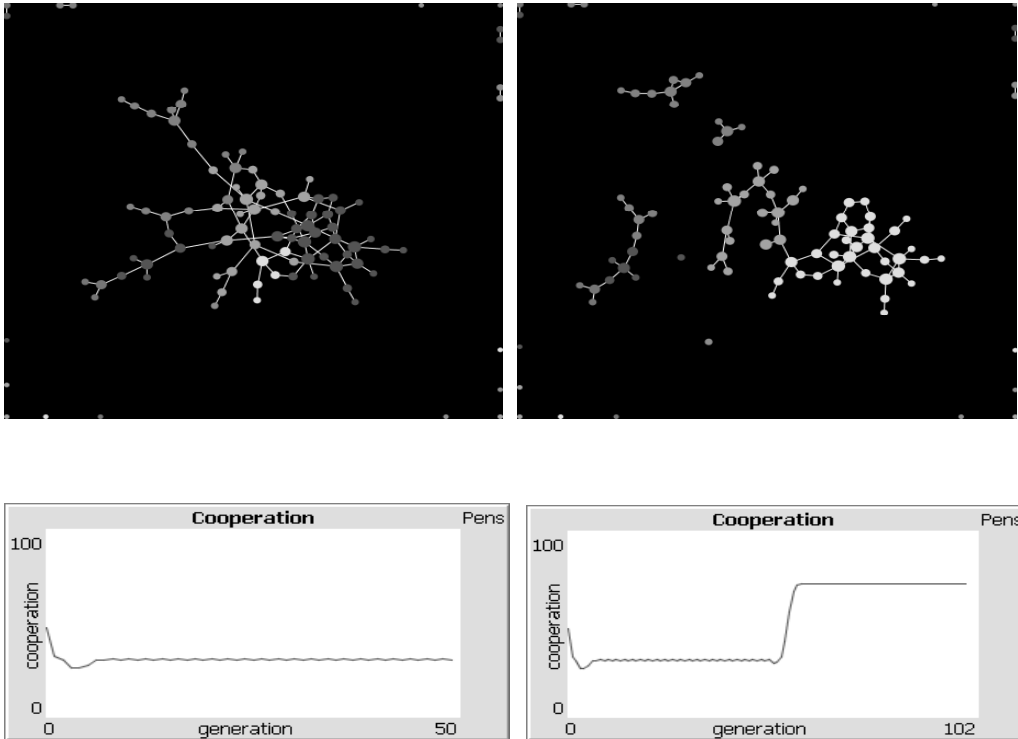 Cooperation Pens
100
cooperation
0
0 generation 50
Cooperation Pens
100
cooperation
0
0 generation 102